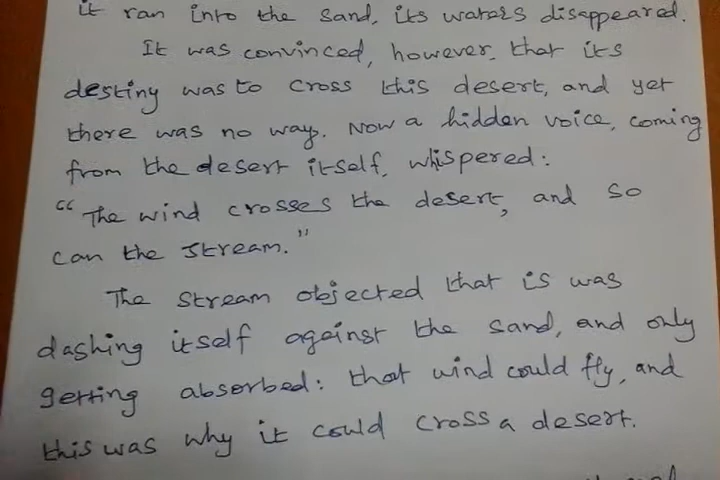 it ran into the sand, its waters disappeared.
It was convinced, however, that its
destiny was to cross this desert, and yet
there was no way. Now a hidden voice, coming
from the desert itself, whispered:
"The wind crosses the desert, and so
can the stream."
The stream objected that is was
dashing itself against the sand, and only
getting absorbed: that wind could fly, and
this was why it could cross a desert.